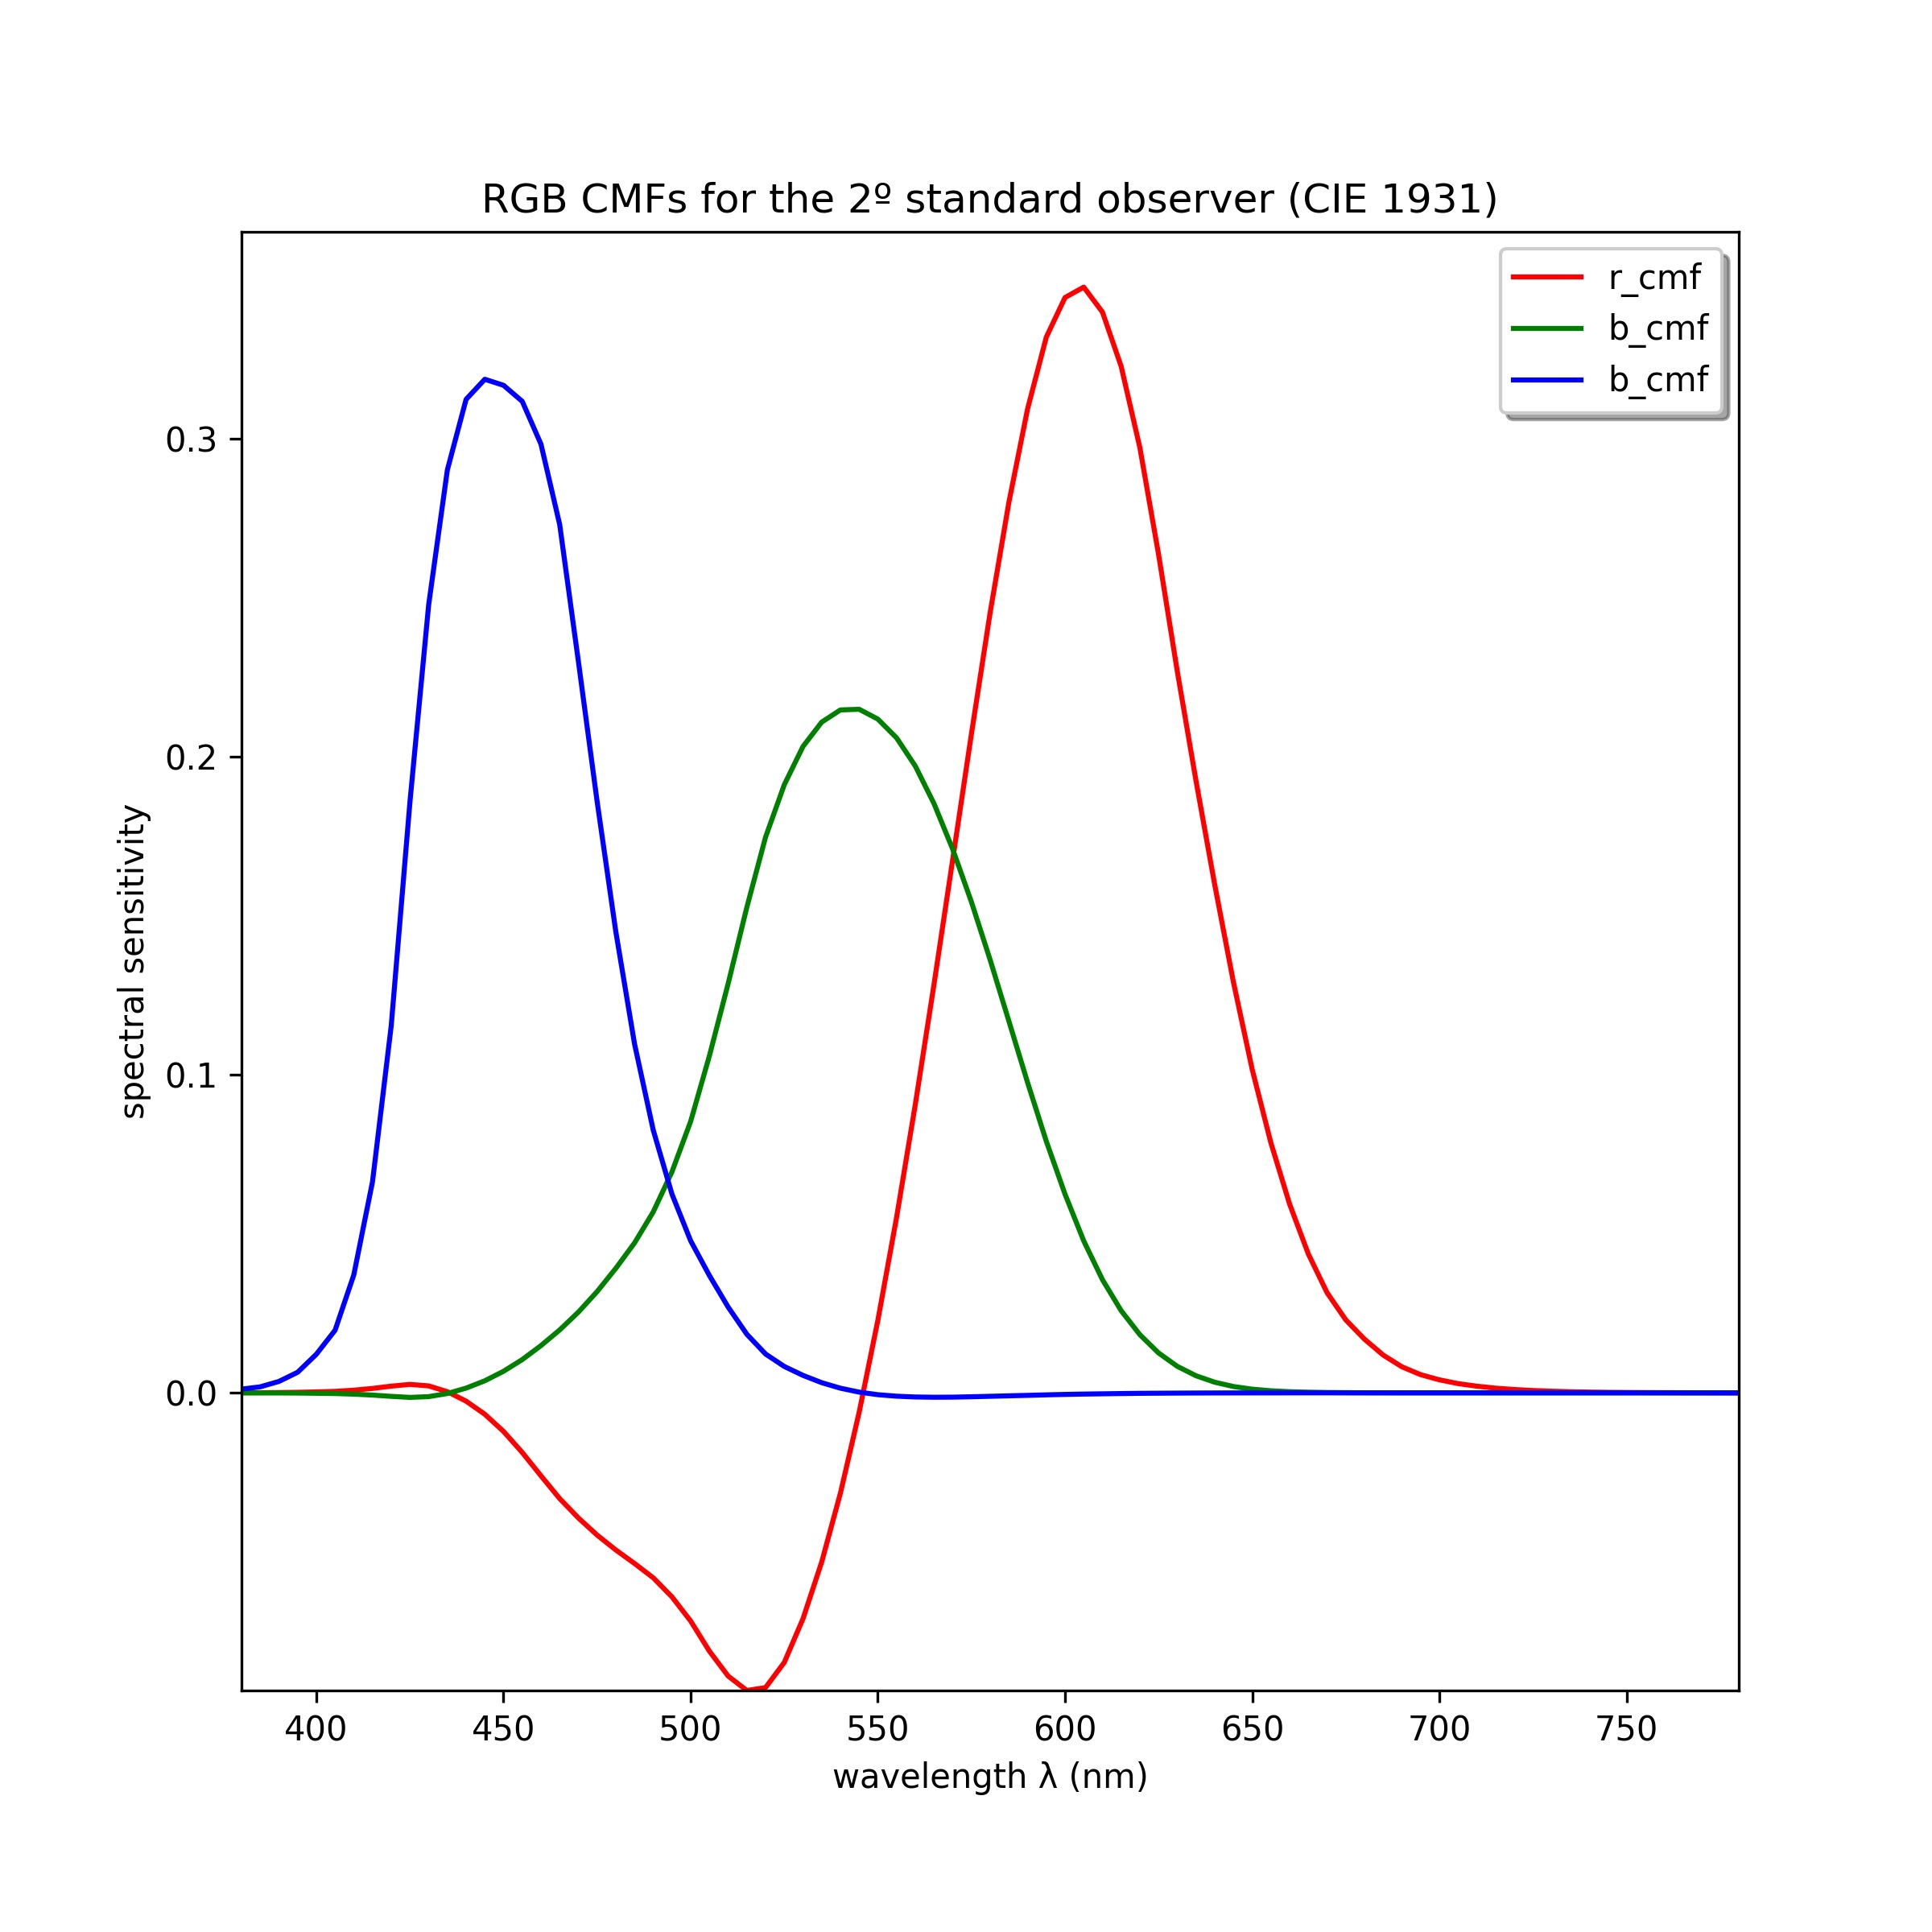 RGB CMFs for the 2º standard observer (CIE 1931)
r_cmf
b_cmf
b_cmf
0.3
0.2
0.1
0.0
spectral sensitivity
400 450 500 550 600 650 700 750
wavelength λ (nm)